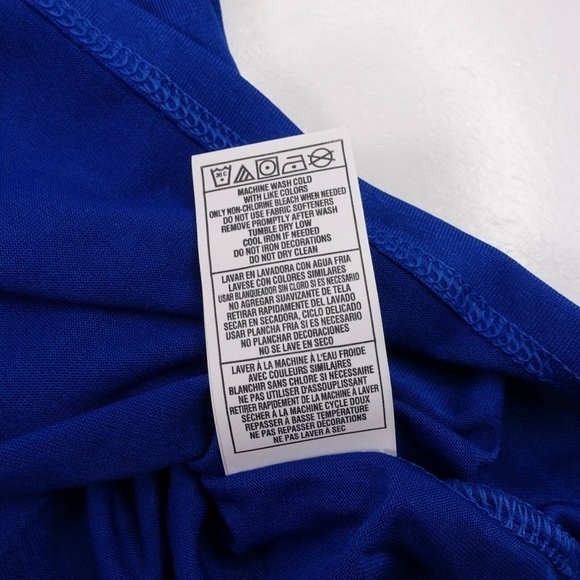 30 C
MACHINE WASH COLD
WITH LIKE COLORS
ONLY NON-CHLORINE BLEACH WHEN NEEDED
DO NOT USE FABRIC SOFTENERS
REMOVE PROMPTLY AFTER WASH
TUMBLE DRY LOW
COOL IRON IF NEEDED
DO NOT IRON DECORATIONS
DO NOT DRY CLEAN
LAVAR EN LAVADORA CON AGUA FRIA
LAVESE CON COLORES SIMILARES
USAR BLANQUEADOR SIN CLORO SI ES NECESARIO
NO AGREGAR SUAVIZANTE DE TELA
RETIRAR RAPIDAMENTE DEL LAVADO
SECAR EN SECADORA, CICLO DELICADO
USAR PLANCHA FRIA SI ES NECESARIO
NO PLANCHAR DECORACIONES
NO SE LAVE EN SECO
LAVER À LA MACHINE À L'EAU FROIDE
AVEC COULEURS SIMILAIRES
BLANCHIR SANS CHLORE SI NÉCESSAIRE
NE PAS UTILISER D'ASSOUPLISSANT
RETIRER RAPIDEMENT DE LA MACHINE À LAVER
SÉCHER À LA MACHINE CYCLE DOUX
REPASSER À BASSE TEMPÉRATURE
NE PAS REPASSER DÉCORATIONS
NE PAS LAVER À SEC